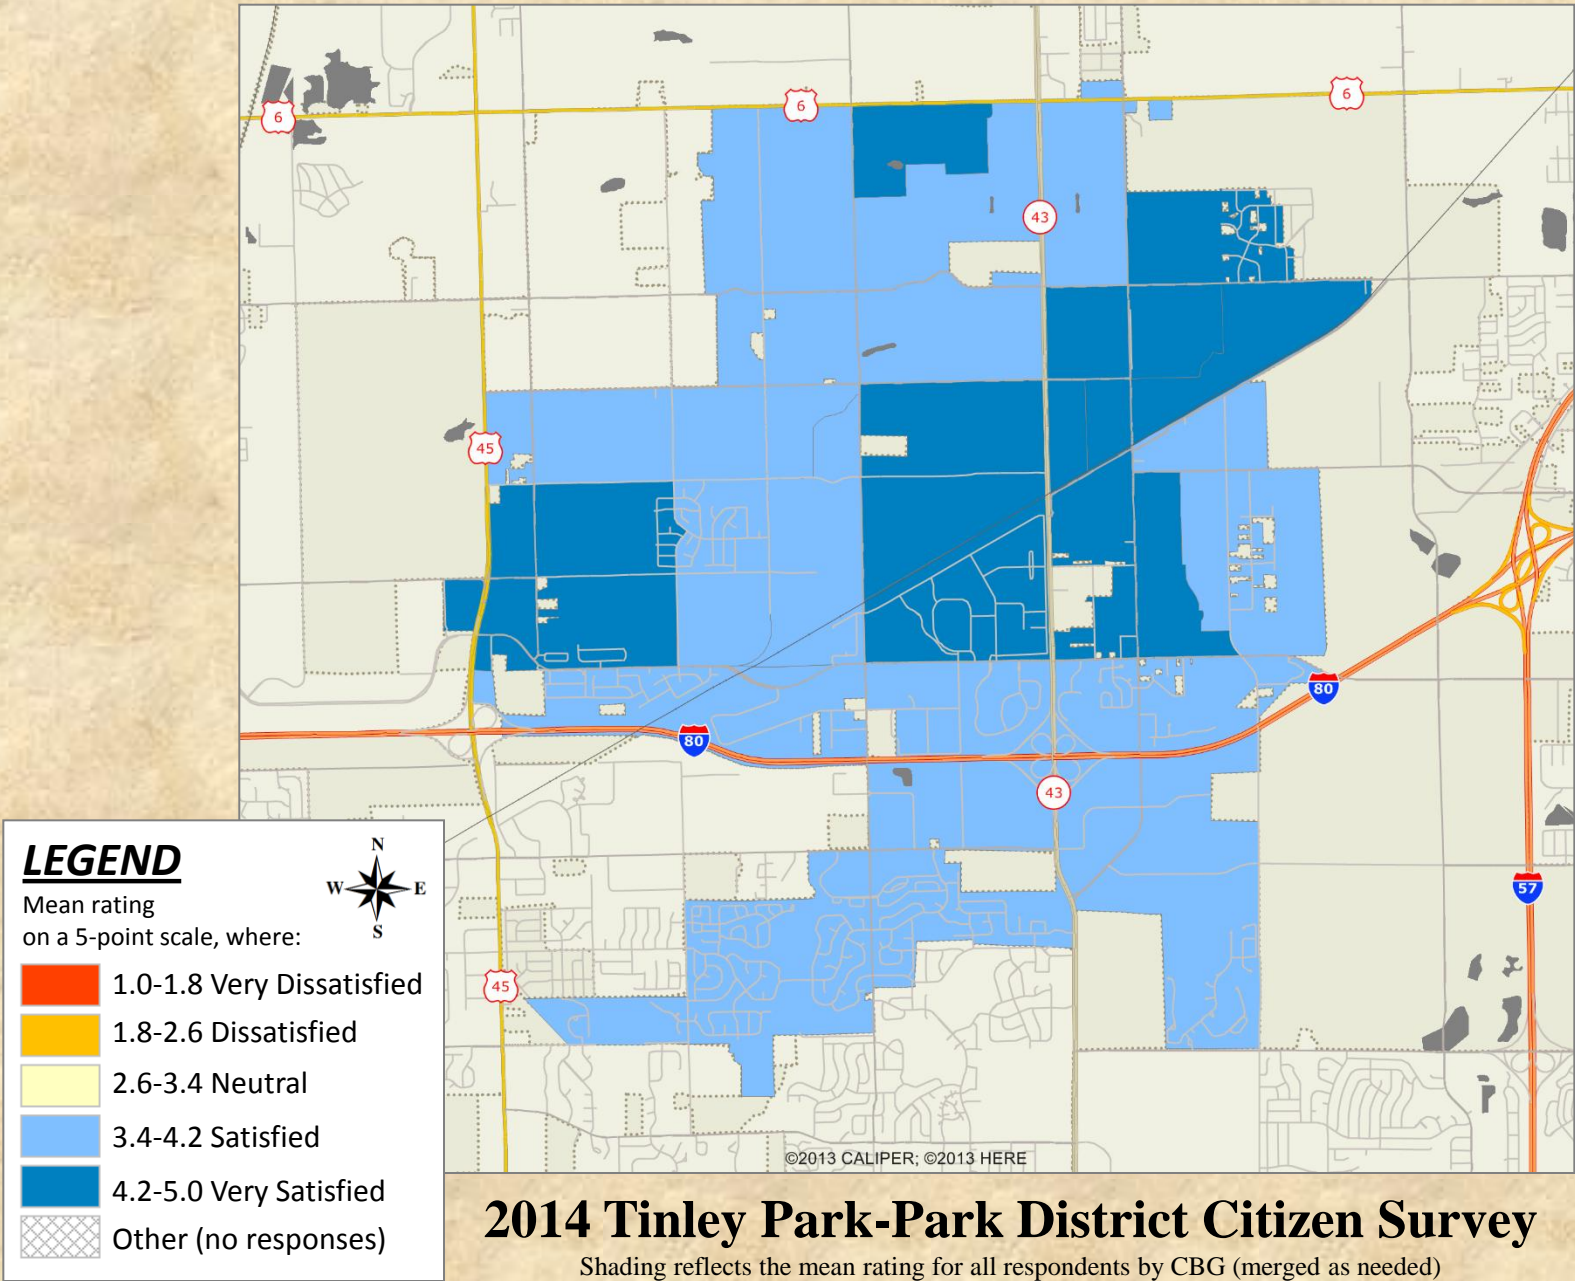 6
6
6
43
45
80
80
43
57
45
©2013 CALIPER; ©2013 HERE
LEGEND
N
W E
S
Mean rating
on a 5-point scale, where:
1.0-1.8 Very Dissatisfied
1.8-2.6 Dissatisfied
2.6-3.4 Neutral
3.4-4.2 Satisfied
4.2-5.0 Very Satisfied
Other (no responses)
2014 Tinley Park-Park District Citizen Survey
Shading reflects the mean rating for all respondents by CBG (merged as needed)